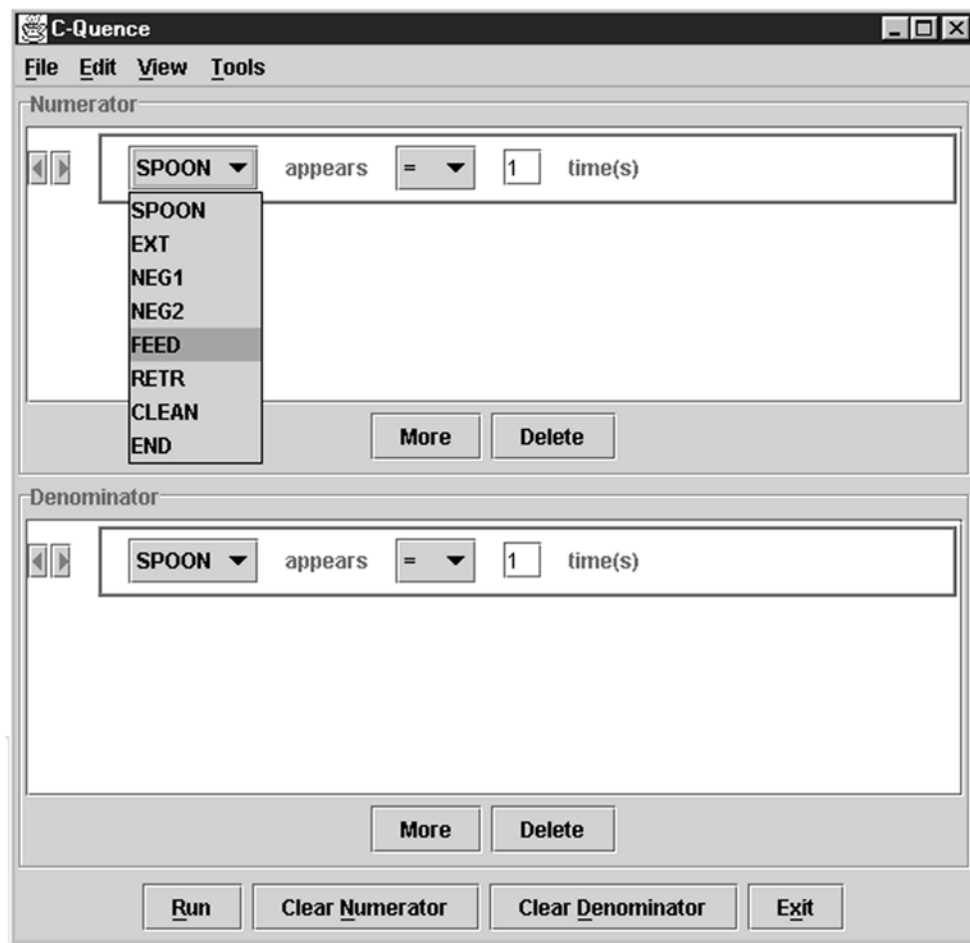 C-Quence
File Edit View Tools
Numerator
SPOON appears = 1 time(s)
SPOON
EXT
NEG1
NEG2
FEED
RETR
CLEAN
END
More Delete
Denominator
SPOON appears = 1 time(s)
More Delete
Run Clear Numerator Clear Denominator Exit